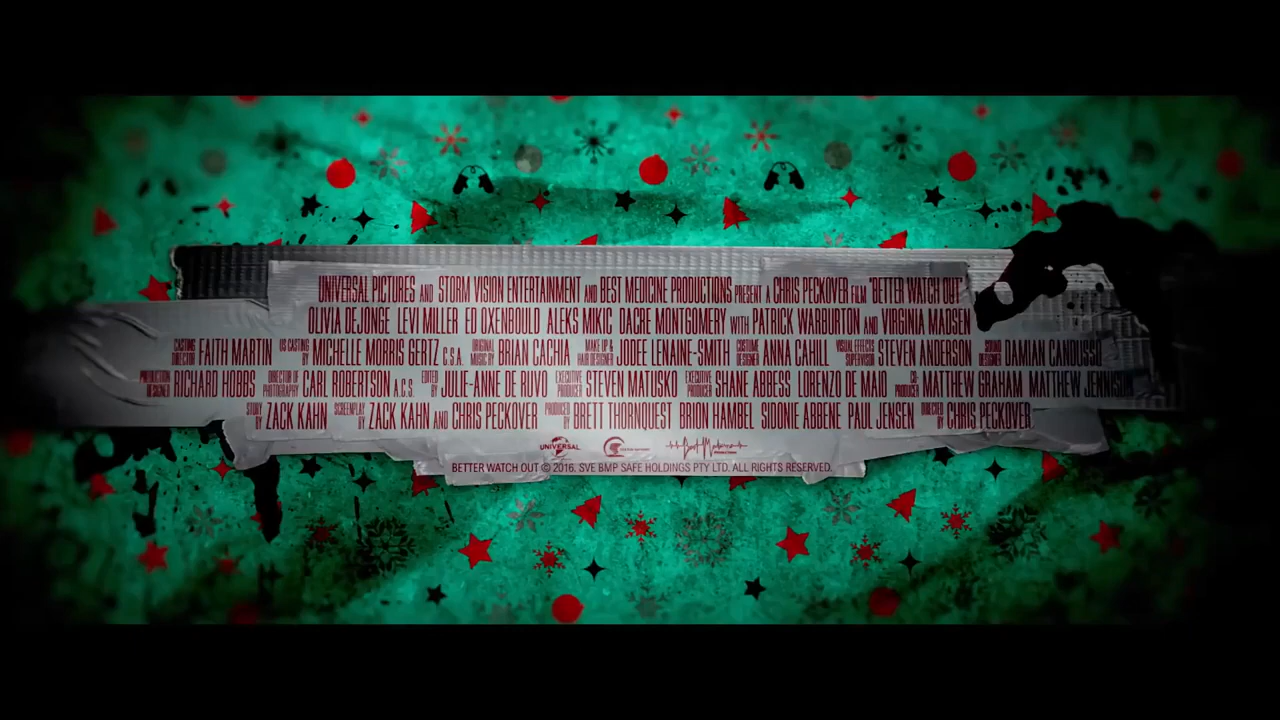 UNIVERSAL PICTURES AND STORM VISION ENTERTAINMENT AND BEST MEDICINE PRODUCTIONS PRESENT A CHRIS PECKOVER FILM "BETTER WATCH OUT"
OLIVIA DEJONGE LEVI MILLER ED OXENBOULD ALEKS MIKIC DACRE MONTGOMERY WITH PATRICK WARBURTON AND VIRGINIA MADSEN
CASTING DIRECTOR FAITH MARTIN US CASTING BY MICHELLE MORRIS GERTZ C.S.A. ORIGINAL MUSIC BY BRIAN CACHIA MAKE UP & HAIR DESIGNER JODEE LENAINE-SMITH COSTUME DESIGNER ANNA CAHILL VISUAL EFFECTS SUPERVISOR STEVEN ANDERSON SOUND DESIGNER DAMIAN CANDUSSO
PRODUCTION DESIGNER RICHARD HOBBS DIRECTOR OF PHOTOGRAPHY CARL ROBERTSON A.C.S. EDITED BY JULIE-ANNE DE RUVO EXECUTIVE PRODUCER STEVEN MATUSKO EXECUTIVE PRODUCERS SHANE ABBESS LORENZO DE MAIO CO-PRODUCER MATTHEW GRAHAM MATTHEW JENNISON
STORY BY ZACK KAHN SCREENPLAY BY ZACK KAHN AND CHRIS PECKOVER PRODUCED BY BRETT THORNQUEST BRION HAMBEL SIDONIE ABBENE PAUL JENSEN DIRECTED BY CHRIS PECKOVER
UNIVERSAL
BETTER WATCH OUT © 2016. SVE BMP SAFE HOLDINGS PTY LTD. ALL RIGHTS RESERVED.